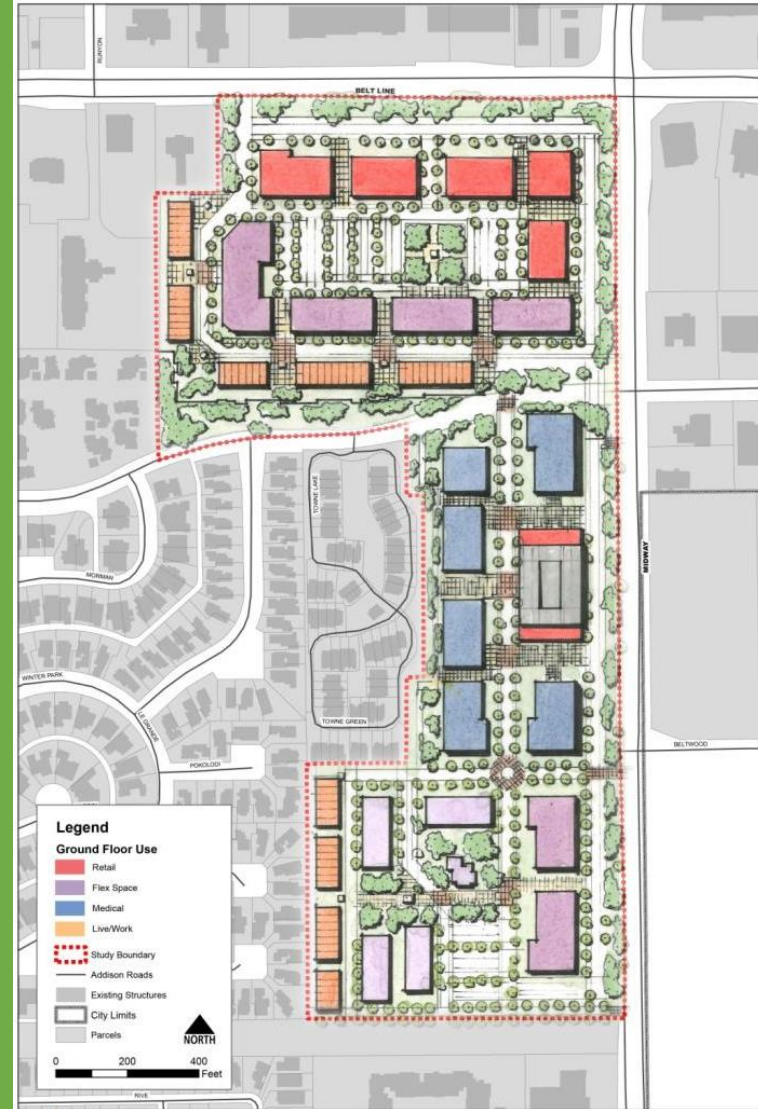 RUNYON
BELT LINE
TOWNE LAKE
MORMAN
MIDWAY
WINTER PARK
LE GRANDE
TOWNE GREEN
BELTWOOD
POKOLODI
Legend
Ground Floor Use
Retail
Flex Space
Medical
Live/Work
Study Boundary
Addison Roads
Existing Structures
City Limits
Parcels
NORTH
0 200 400
Feet